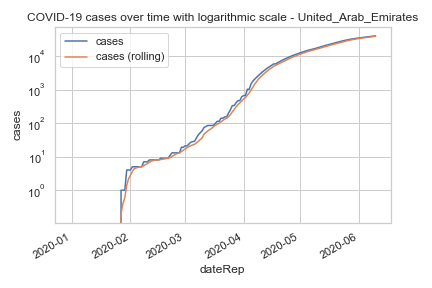 COVID-19 cases over time with logarithmic scale - United_Arab_Emirates
cases
cases (rolling)
10⁴
10³
10²
10¹
10⁰
cases
2020-01
2020-02
2020-03
2020-04
2020-05
2020-06
dateRep